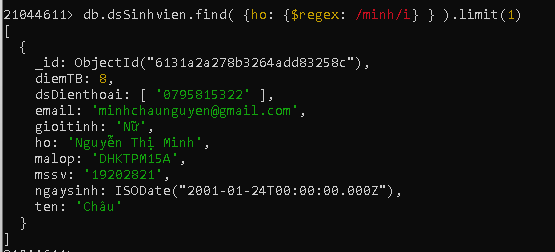 21044611> db.dsSinhvien.find( {ho: {$regex: /minh/i} } ).limit(1)
[
  {
    _id: ObjectId("6131a2a278b3264add83258c"),
    diemTB: 8,
    dsDienthoai: [ '0795815322' ],
    email: 'minhchaunguyen@gmail.com',
    gioitinh: 'Nữ',
    ho: 'Nguyễn Thị Minh',
    malop: 'DHKTPM15A',
    mssv: '19202821',
    ngaysinh: ISODate("2001-01-24T00:00:00.000Z"),
    ten: 'Châu'
  }
]
21044611>